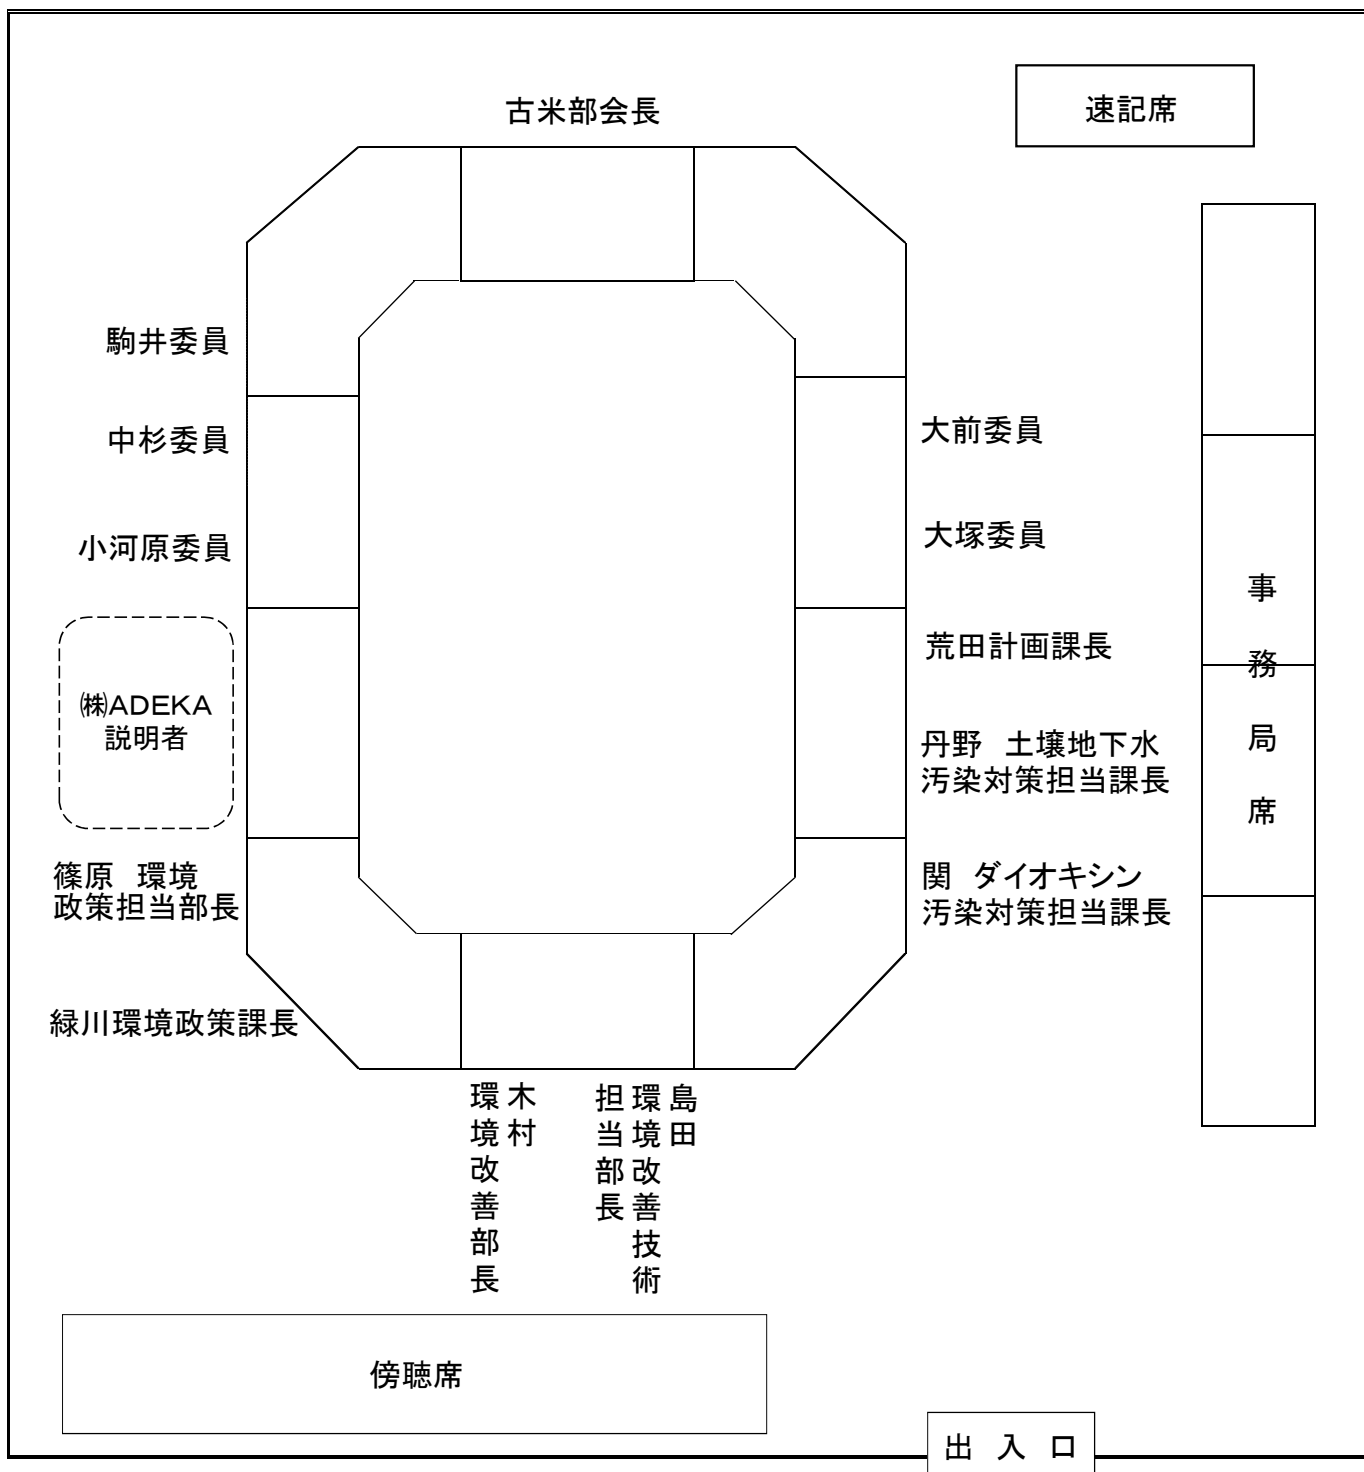 古米部会長
速記席
駒井委員
中杉委員
小河原委員
㈱ADEKA
説明者
篠原　環境
政策担当部長
緑川環境政策課長
大前委員
大塚委員
荒田計画課長
丹野　土壌地下水
汚染対策担当課長
関　ダイオキシン
汚染対策担当課長
事務局席
島田
環境改善技術
担当部長
木村
環境改善部長
傍聴席
出 入 口